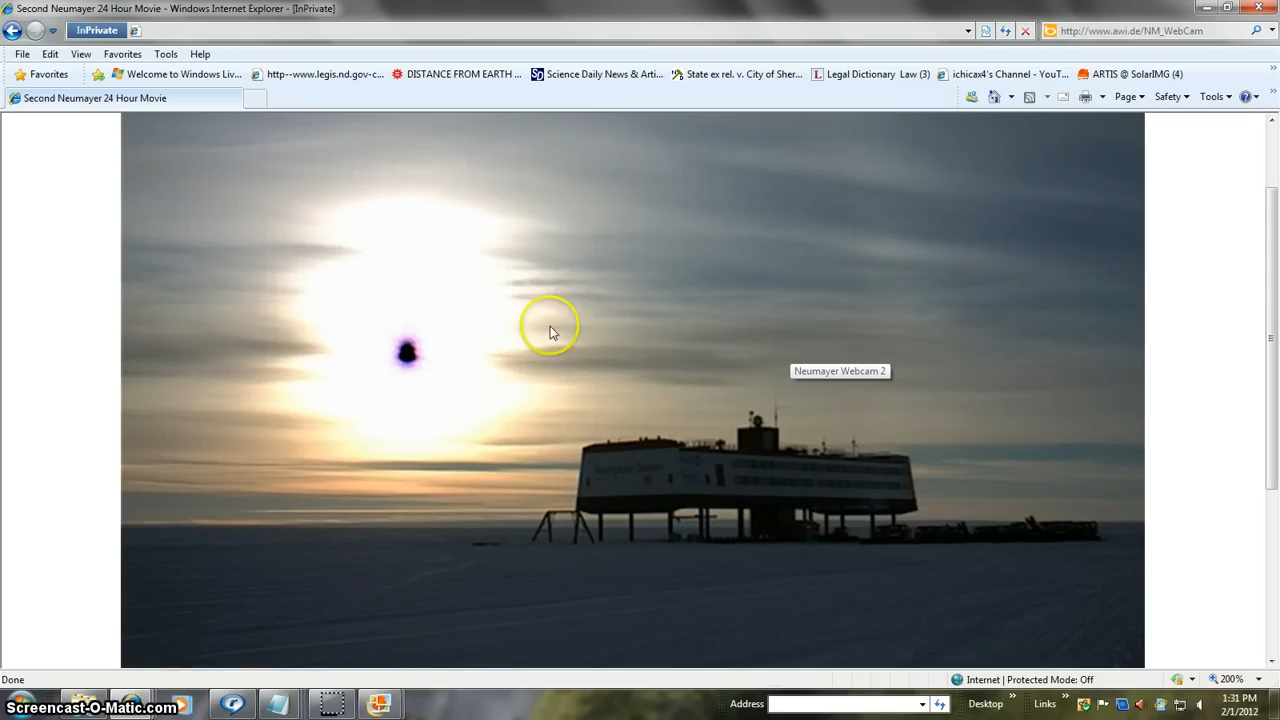 Second Neumayer 24 Hour Movie - Windows Internet Explorer - [InPrivate]
InPrivate
http://www.awi.de/NM_WebCam
File Edit View Favorites Tools Help
Favorites Welcome to Windows Liv... http--www.legis.nd.gov-c... DISTANCE FROM EARTH ... Science Daily News & Arti... State ex rel. v. City of Sher... Legal Dictionary Law (3) ichicax4's Channel - YouT... ARTIS @ SolarIMG (4)
Second Neumayer 24 Hour Movie
Page Safety Tools
Neumayer Webcam 2
Done
Internet | Protected Mode: Off
200%
Screencast-O-Matic.com
Address
Desktop
Links
1:31 PM
2/1/2012